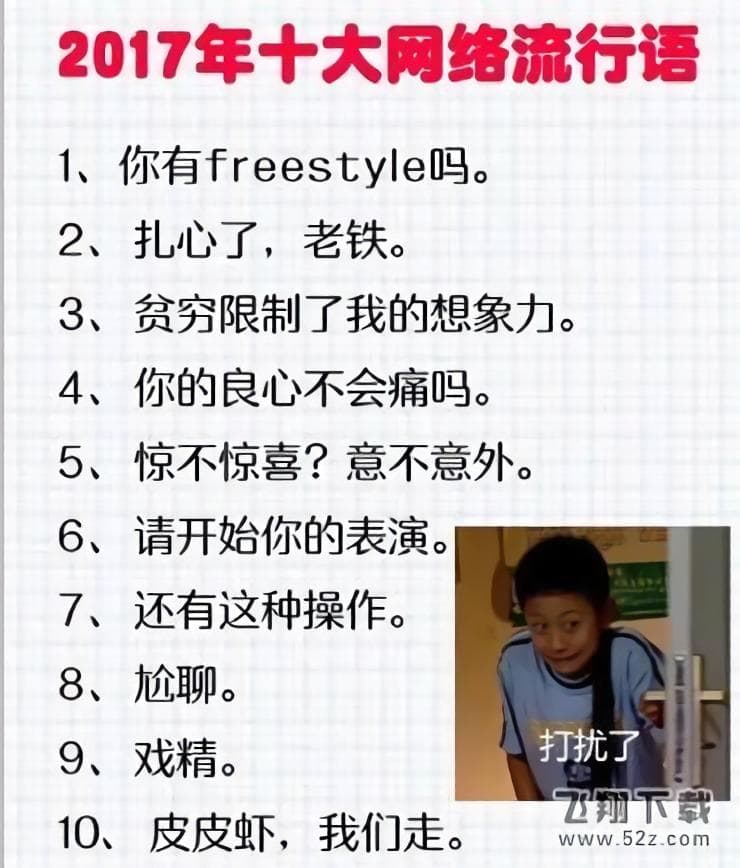 2017年十大网络流行语
1、你有freestyle吗。
2、扎心了，老铁。
3、贫穷限制了我的想象力。
4、你的良心不会痛吗。
5、惊不惊喜？意不意外。
6、请开始你的表演。
7、还有这种操作。
8、尬聊。
9、戏精。
打扰了
10、皮皮虾，我们走。
飞翔下载
www.52z.com